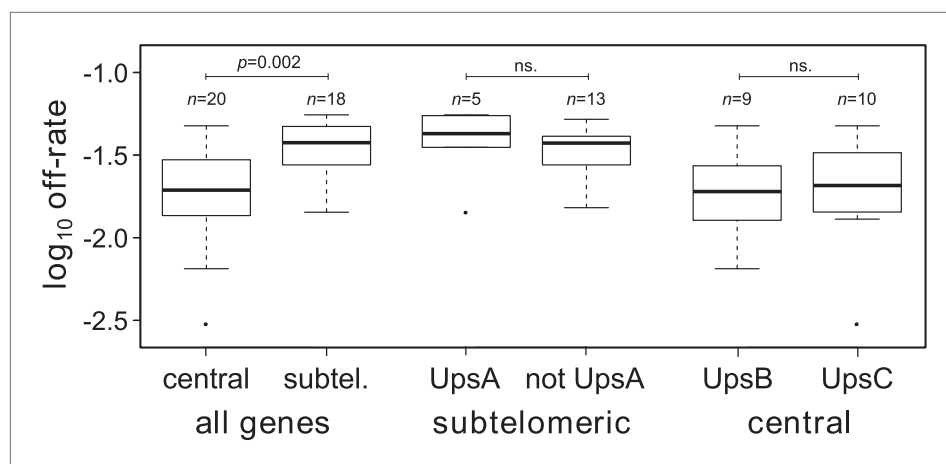 p=0.002 ns. ns.
n=20 n=18 n=5 n=13 n=9 n=10
-1.0
-1.5
-2.0
-2.5
log10 off-rate
central subtel. UpsA not UpsA UpsB UpsC
all genes subtelomeric central